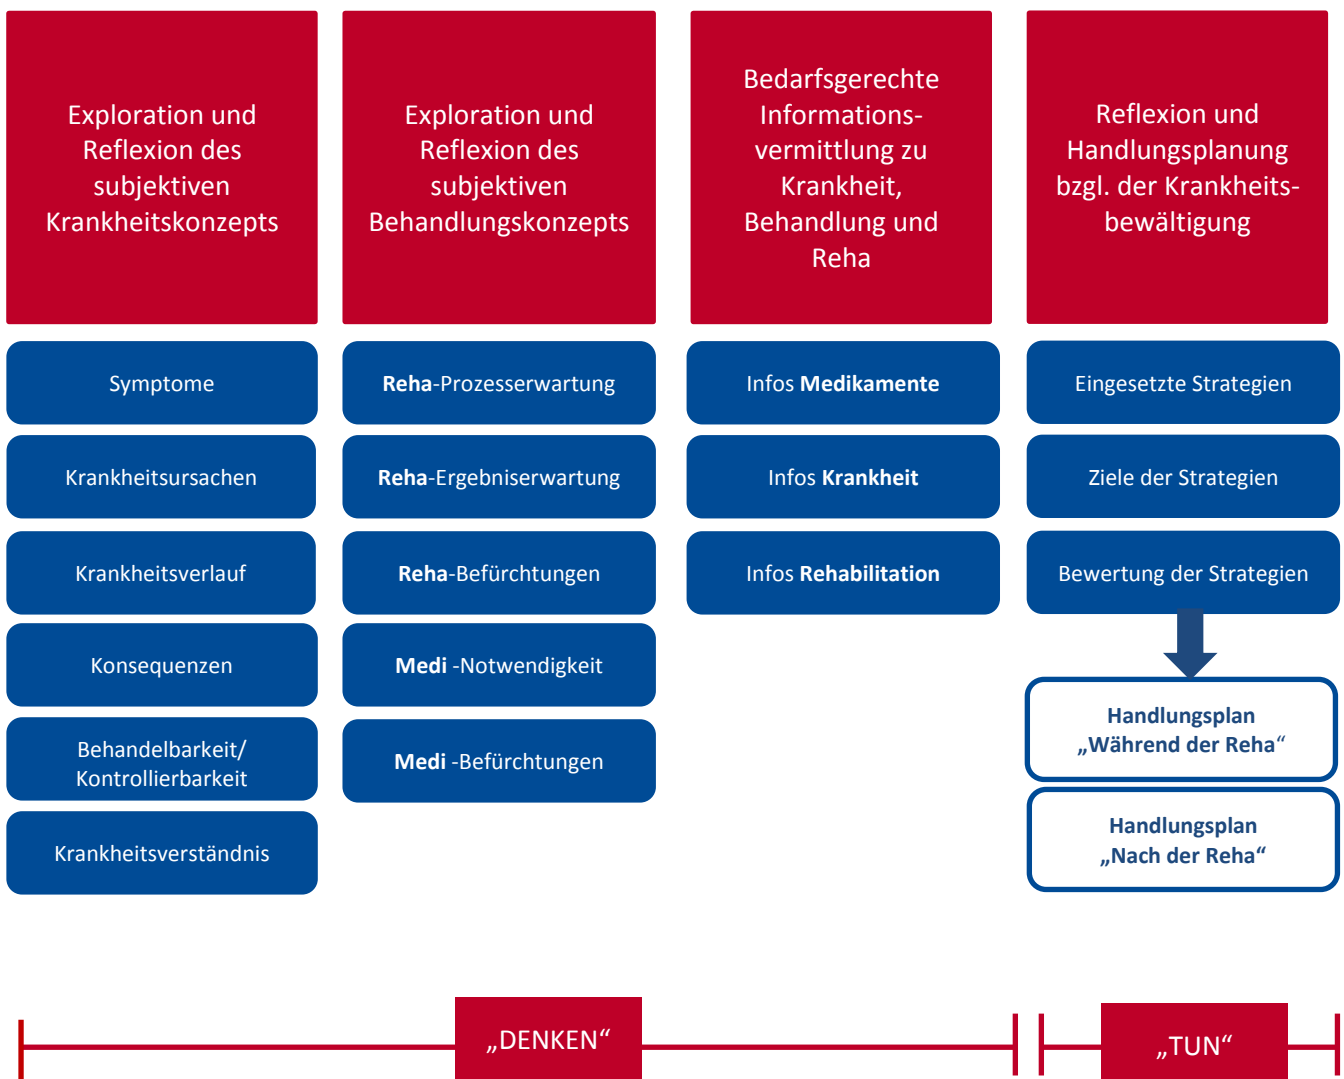 Exploration und
Reflexion des
subjektiven
Krankheitskonzepts
Symptome
Krankheitsursachen
Krankheitsverlauf
Konsequenzen
Behandelbarkeit/
Kontrollierbarkeit
Krankheitsverständnis
Exploration und
Reflexion des
subjektiven
Behandlungskonzepts
Reha-Prozesserwartung
Reha-Ergebniserwartung
Reha-Befürchtungen
Medi -Notwendigkeit
Medi -Befürchtungen
Bedarfsgerechte
Informations-
vermittlung zu
Krankheit,
Behandlung und
Reha
Infos Medikamente
Infos Krankheit
Infos Rehabilitation
Reflexion und
Handlungsplanung
bzgl. der Krankheits-
bewältigung
Eingesetzte Strategien
Ziele der Strategien
Bewertung der Strategien
Handlungsplan
„Während der Reha“
Handlungsplan
„Nach der Reha“
„DENKEN“
„TUN“